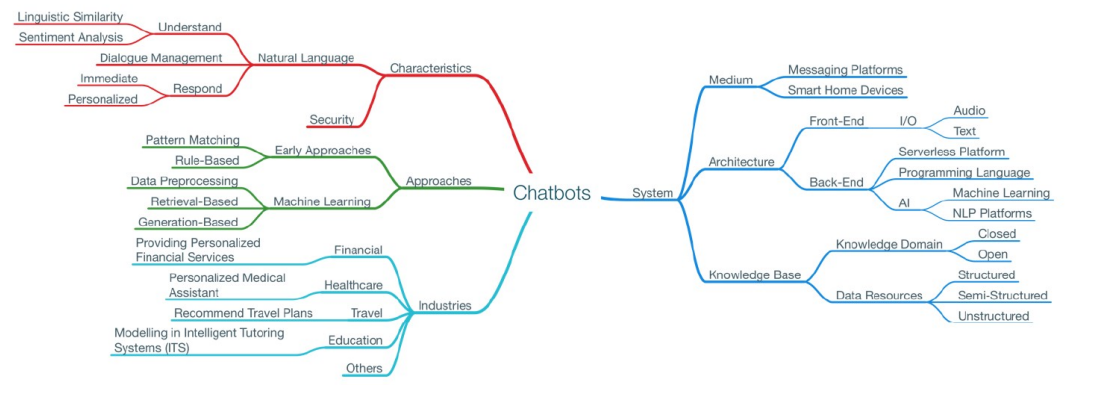 Linguistic Similarity
Sentiment Analysis
Understand
Dialogue Management
Natural Language
Immediate
Personalized
Respond
Characteristics
Security
Pattern Matching
Rule-Based
Early Approaches
Data Preprocessing
Retrieval-Based
Generation-Based
Machine Learning
Approaches
Providing Personalized
Financial Services
Financial
Personalized Medical
Assistant
Healthcare
Recommend Travel Plans
Travel
Modelling in Intelligent Tutoring
Systems (ITS)
Education
Others
Industries
Chatbots
System
Medium
Messaging Platforms
Smart Home Devices
Architecture
Front-End
I/O
Audio
Text
Back-End
Serverless Platform
Programming Language
AI
Machine Learning
NLP Platforms
Knowledge Base
Knowledge Domain
Closed
Open
Data Resources
Structured
Semi-Structured
Unstructured